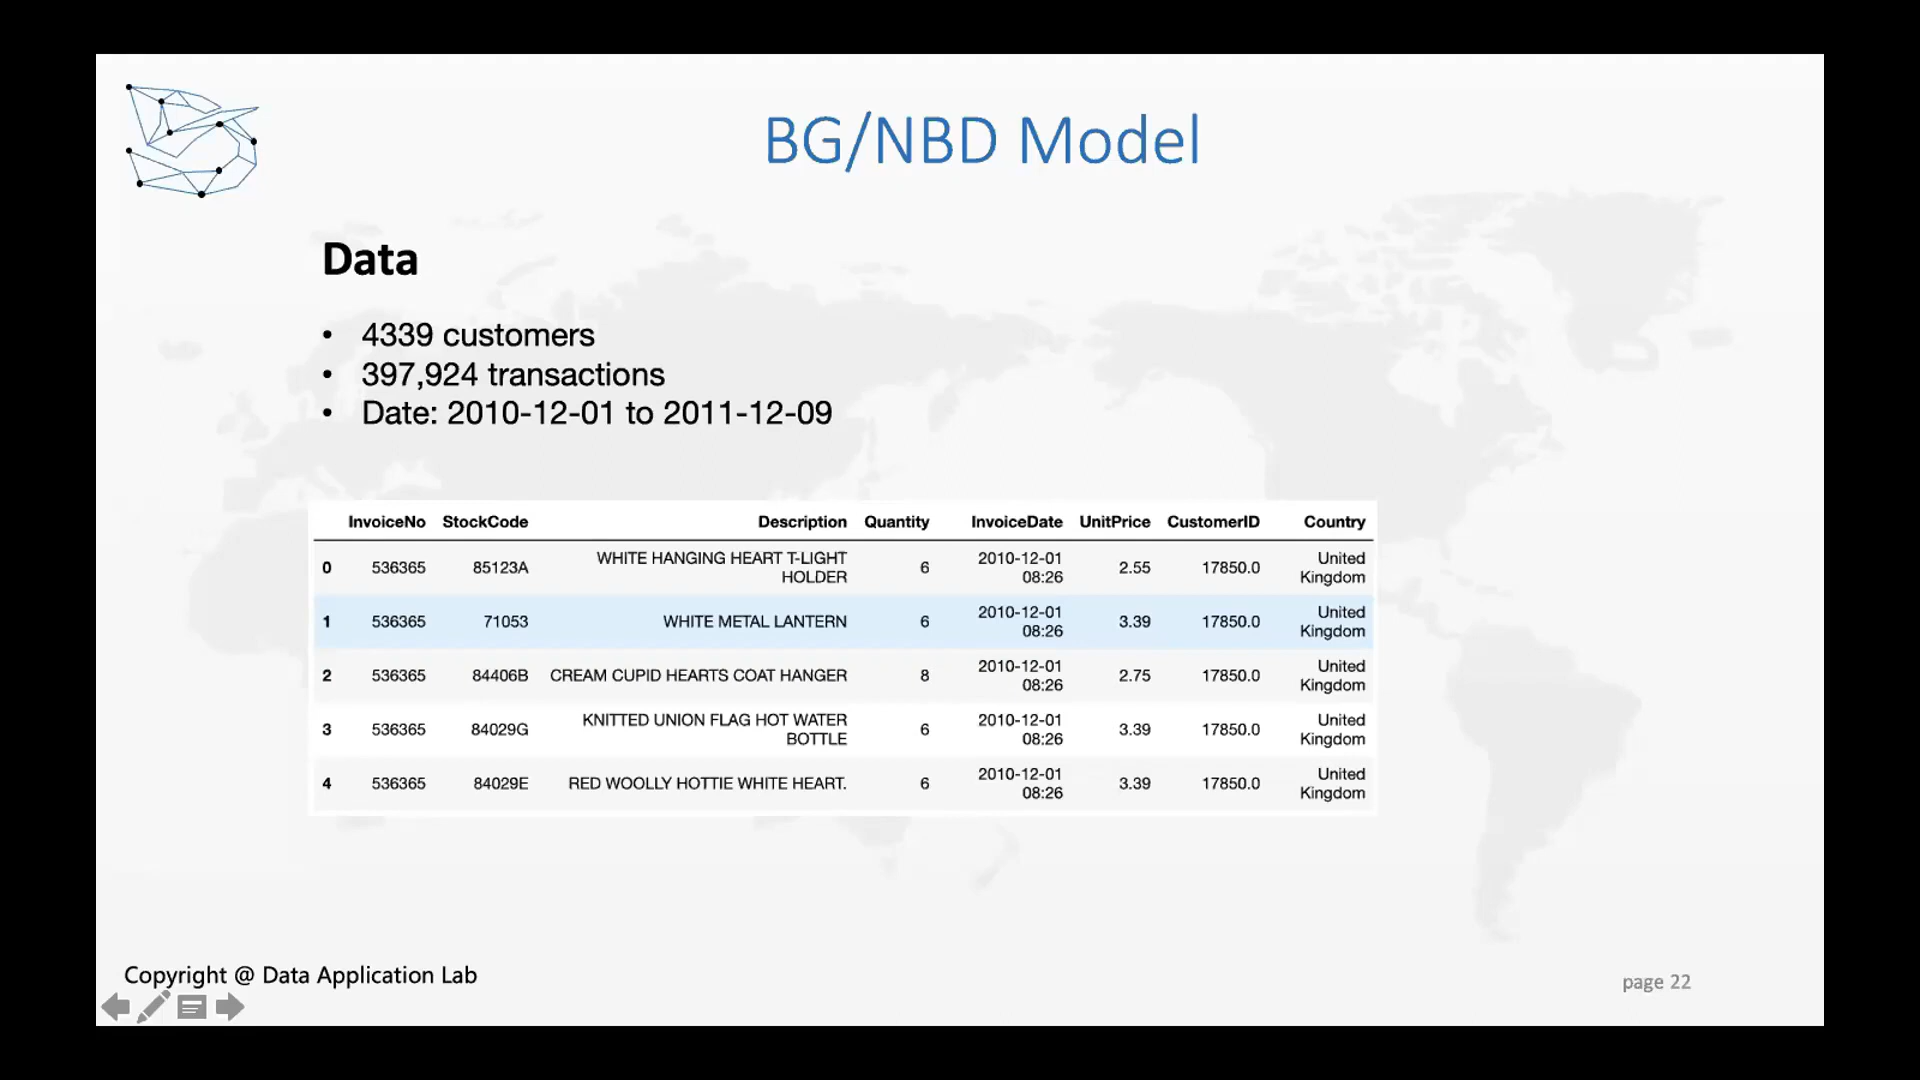 BG/NBD Model
Data
• 4339 customers
• 397,924 transactions
• Date: 2010-12-01 to 2011-12-09
InvoiceNo StockCode Description Quantity InvoiceDate UnitPrice CustomerID Country
0 536365 85123A WHITE HANGING HEART T-LIGHT HOLDER 6 2010-12-01 08:26 2.55 17850.0 United Kingdom
1 536365 71053 WHITE METAL LANTERN 6 2010-12-01 08:26 3.39 17850.0 United Kingdom
2 536365 84406B CREAM CUPID HEARTS COAT HANGER 8 2010-12-01 08:26 2.75 17850.0 United Kingdom
3 536365 84029G KNITTED UNION FLAG HOT WATER BOTTLE 6 2010-12-01 08:26 3.39 17850.0 United Kingdom
4 536365 84029E RED WOOLLY HOTTIE WHITE HEART. 6 2010-12-01 08:26 3.39 17850.0 United Kingdom
Copyright @ Data Application Lab
page 22